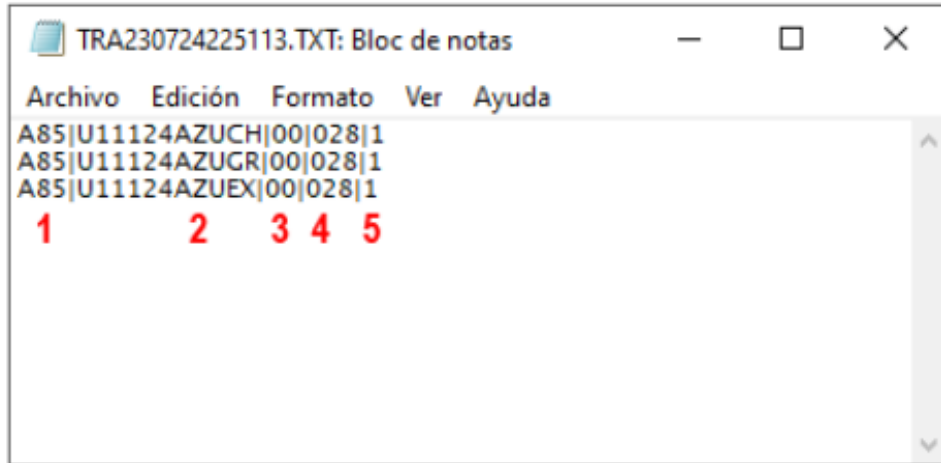 TRA230724225113.TXT: Bloc de notas
Archivo Edición Formato Ver Ayuda
A85|U11124AZUCH|00|028|1
A85|U11124AZUGR|00|028|1
A85|U11124AZUEX|00|028|1
1 2 3 4 5